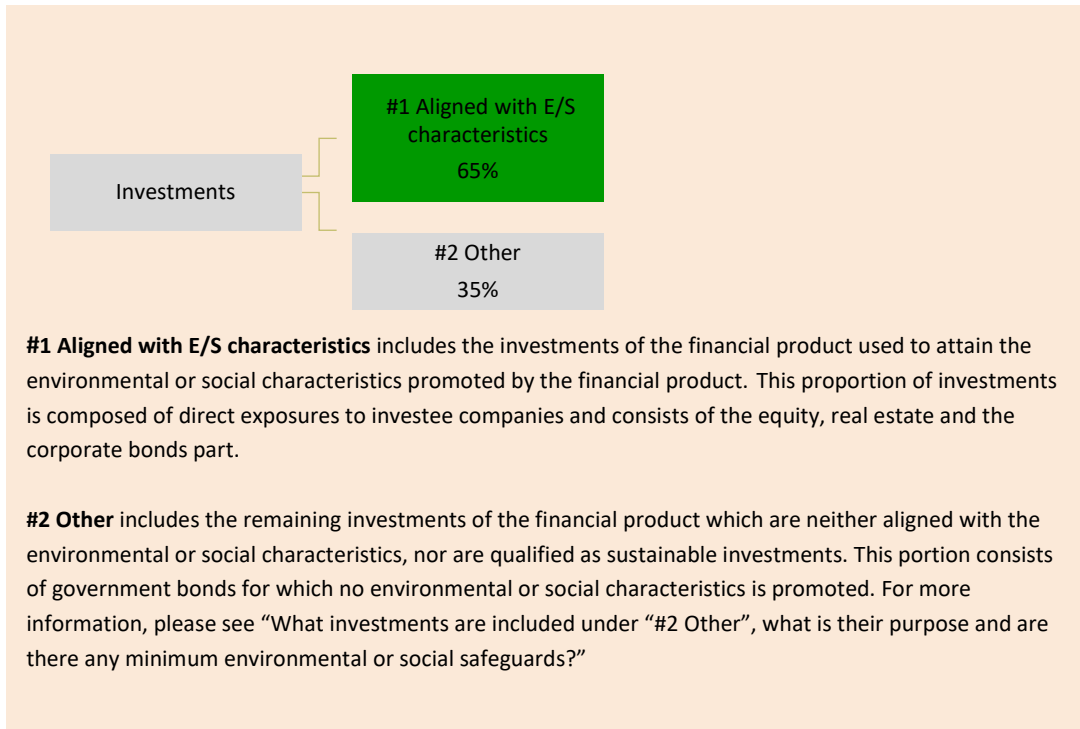 #1 Aligned with E/S
characteristics
65%
Investments
#2 Other
35%
#1 Aligned with E/S characteristics includes the investments of the financial product used to attain the
environmental or social characteristics promoted by the financial product. This proportion of investments
is composed of direct exposures to investee companies and consists of the equity, real estate and the
corporate bonds part.
#2 Other includes the remaining investments of the financial product which are neither aligned with the
environmental or social characteristics, nor are qualified as sustainable investments. This portion consists
of government bonds for which no environmental or social characteristics is promoted. For more
information, please see “What investments are included under “#2 Other”, what is their purpose and are
there any minimum environmental or social safeguards?”